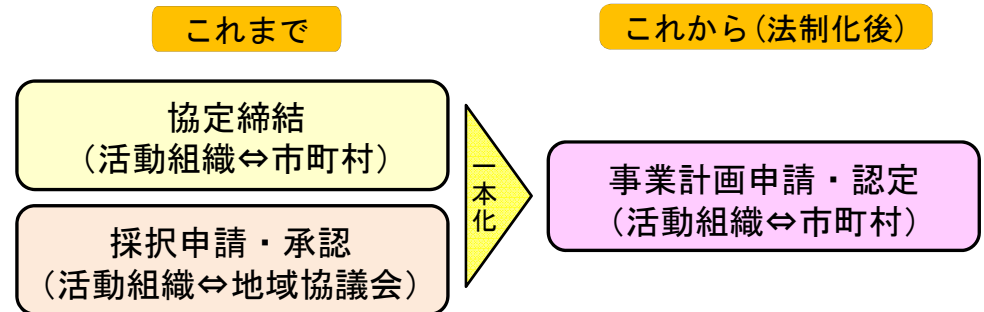 これまで
協定締結
（活動組織⇔市町村）
採択申請・承認
（活動組織⇔地域協議会）
一本化
これから(法制化後)
事業計画申請・認定
（活動組織⇔市町村）